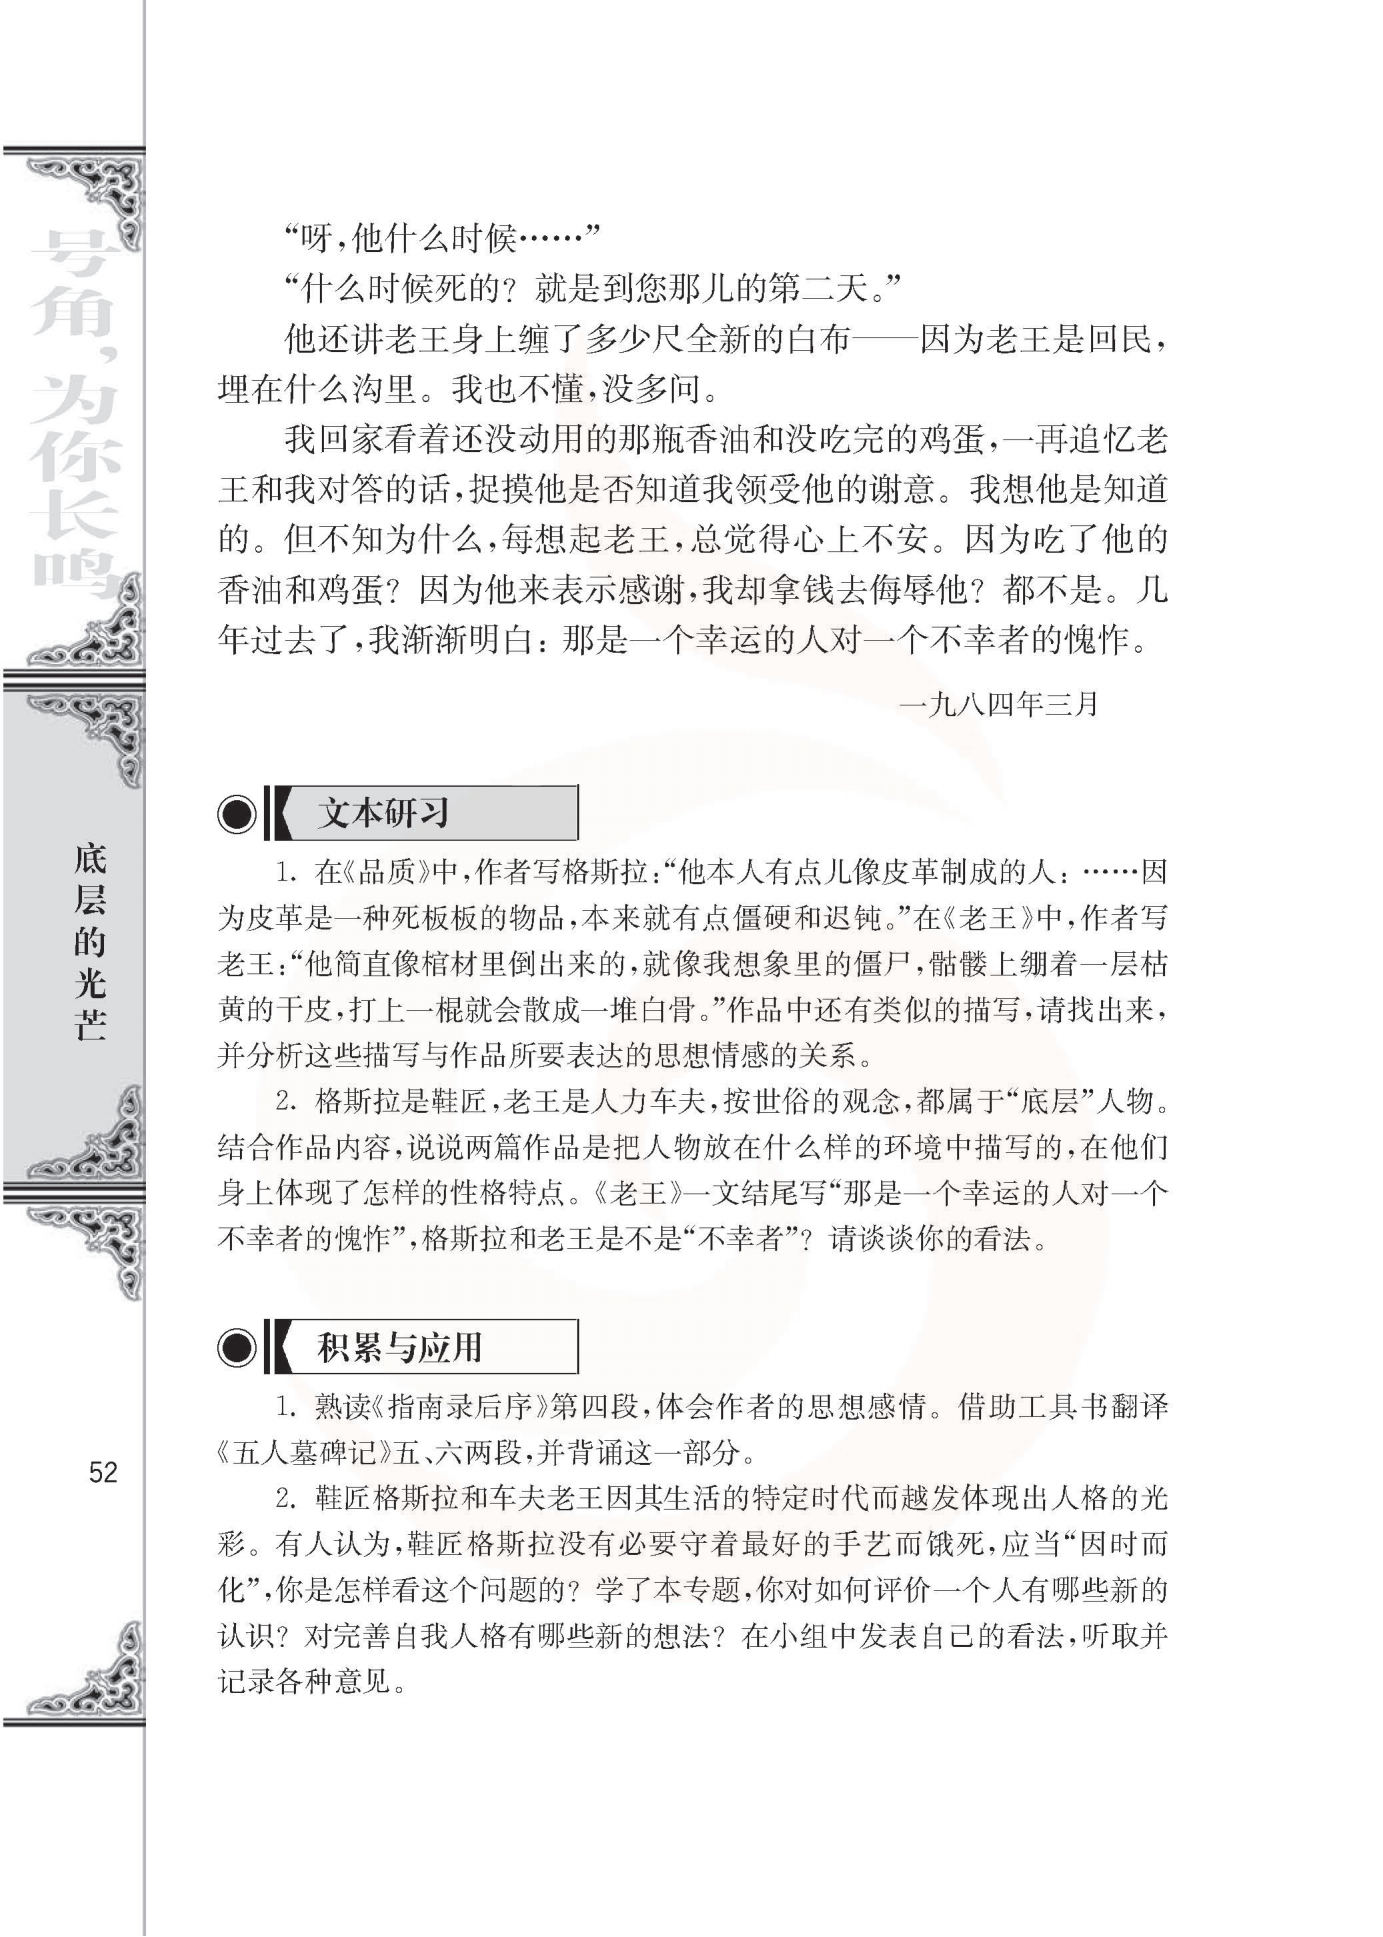 号角，为你长鸣
底层的光芒
52
“呀，他什么时候……”
“什么时候死的？就是到您那儿的第二天。”
他还讲老王身上缠了多少尺全新的白布——因为老王是回民，
埋在什么沟里。我也不懂，没多问。
我回家看着还没动用的那瓶香油和没吃完的鸡蛋，一再追忆老
王和我对答的话，捉摸他是否知道我领受他的谢意。我想他是知道
的。但不知为什么，每想起老王，总觉得心上不安。因为吃了他的
香油和鸡蛋？因为他来表示感谢，我却拿钱去侮辱他？都不是。几
年过去了，我渐渐明白：那是一个幸运的人对一个不幸者的愧怍。
一九八四年三月
文本研习
1. 在《品质》中，作者写格斯拉：“他本人有点儿像皮革制成的人：……因
为皮革是一种死板板的物品，本来就有点僵硬和迟钝。”在《老王》中，作者写
老王：“他简直像棺材里倒出来的，就像我想象里的僵尸，骷髅上绷着一层枯
黄的干皮，打上一棍就会散成一堆白骨。”作品中还有类似的描写，请找出来，
并分析这些描写与作品所要表达的思想情感的关系。
2. 格斯拉是鞋匠，老王是人力车夫，按世俗的观念，都属于“底层”人物。
结合作品内容，说说两篇作品是把人物放在什么样的环境中描写的，在他们
身上体现了怎样的性格特点。《老王》一文结尾写“那是一个幸运的人对一个
不幸者的愧怍”，格斯拉和老王是不是“不幸者”？请谈谈你的看法。
积累与应用
1. 熟读《指南录后序》第四段，体会作者的思想感情。借助工具书翻译
《五人墓碑记》五、六两段，并背诵这一部分。
2. 鞋匠格斯拉和车夫老王因其生活的特定时代而越发体现出人格的光
彩。有人认为，鞋匠格斯拉没有必要守着最好的手艺而饿死，应当“因时而
化”，你是怎样看这个问题的？学了本专题，你对如何评价一个人有哪些新的
认识？对完善自我人格有哪些新的想法？在小组中发表自己的看法，听取并
记录各种意见。